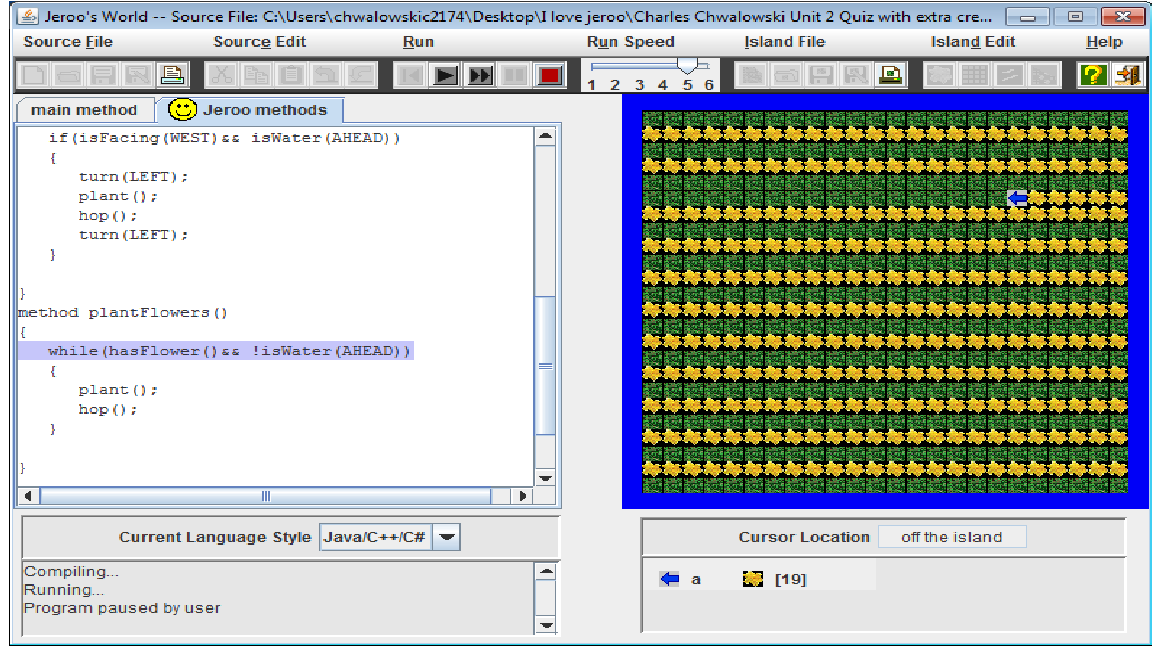 Jeroo's World -- Source File: C:\Users\chwalowskic2174\Desktop\I love jeroo\Charles Chwalowski Unit 2 Quiz with extra cre...
Source File Source Edit Run Run Speed Island File Island Edit Help
1 2 3 4 5 6
main method Jeroo methods
if(isFacing(WEST)&& isWater(AHEAD))
{
turn(LEFT);
plant();
hop();
turn(LEFT);
}
}
method plantFlowers()
{
while(hasFlower()&& !isWater(AHEAD))
{
plant();
hop();
}
}
Current Language Style Java/C++/C#
Cursor Location off the island
Compiling...
Running...
Program paused by user
a [19]